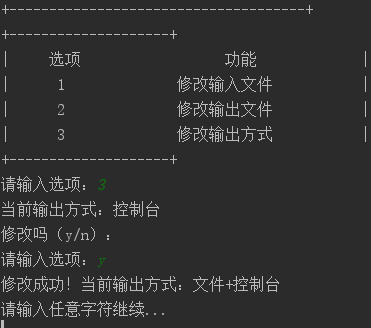 +-------------------------------------+
+--------------------+
|     选项                 功能             |
|      1              修改输入文件           |
|      2              修改输出文件           |
|      3              修改输出方式           |
+--------------------+
请输入选项：3
当前输出方式：控制台
修改吗（y/n）：
请输入选项：y
修改成功！当前输出方式：文件+控制台
请输入任意字符继续...